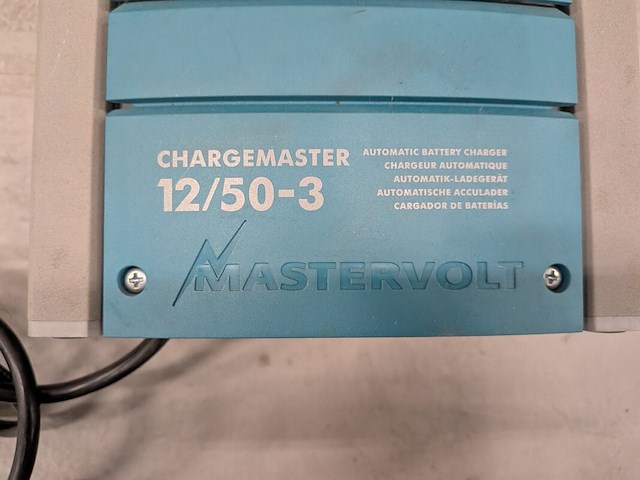 CHARGEMASTER
12/50-3
AUTOMATIC BATTERY CHARGER
CHARGEUR AUTOMATIQUE
AUTOMATIK-LADEGERÄT
AUTOMATISCHE ACCULADER
CARGADOR DE BATERÍAS
MASTERVOLT